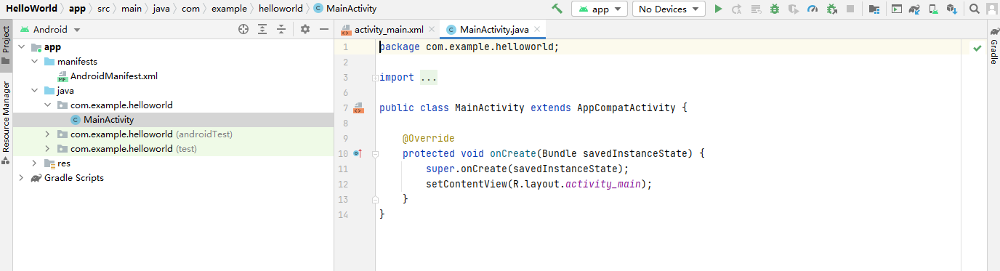 HelloWorld app src main java com example helloworld MainActivity
app No Devices
Project
Resource Manager
Android
app
manifests
MF AndroidManifest.xml
java
com.example.helloworld
C MainActivity
com.example.helloworld (androidTest)
com.example.helloworld (test)
res
Gradle Scripts
activity_main.xml C MainActivity.java
1 package com.example.helloworld;
2
3 import ...
6
7 public class MainActivity extends AppCompatActivity {
8
9 @Override
10 protected void onCreate(Bundle savedInstanceState) {
11 super.onCreate(savedInstanceState);
12 setContentView(R.layout.activity_main);
13 }
14 }
Gradle